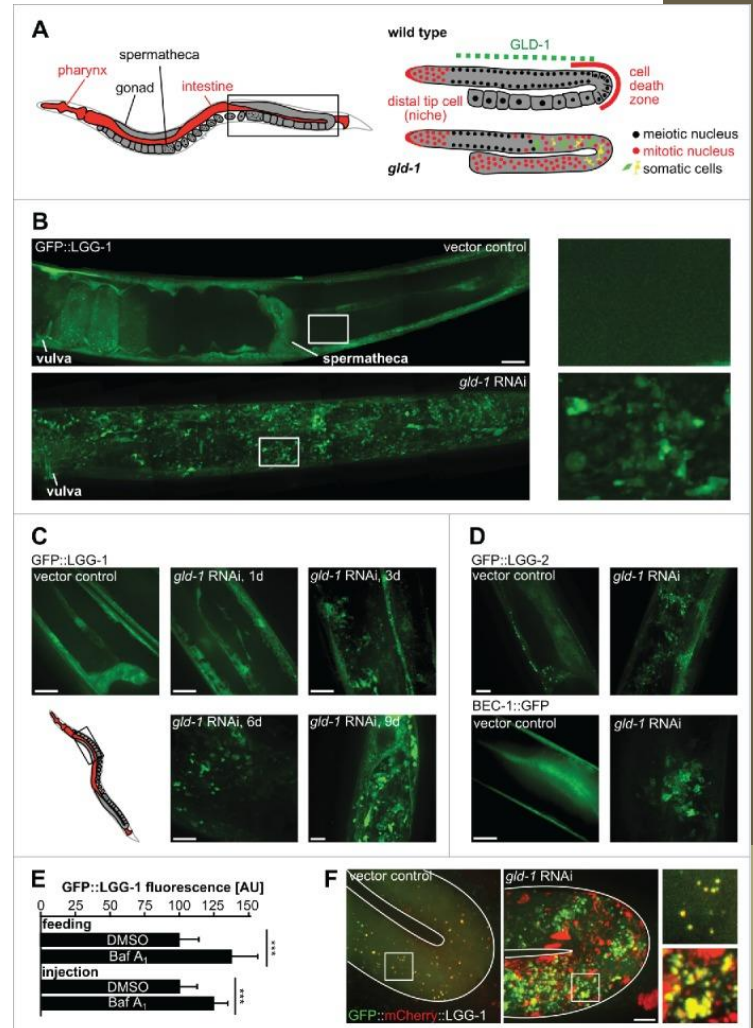 A
spermatheca
pharynx
gonad
intestine
wild type
GLD-1
distal tip cell
(niche)
cell
death
zone
gld-1
meiotic nucleus
mitotic nucleus
somatic cells
B
GFP::LGG-1
vector control
vulva
spermatheca
gld-1 RNAi
vulva
C
GFP::LGG-1
vector control
gld-1 RNAi, 1d
gld-1 RNAi, 3d
gld-1 RNAi, 6d
gld-1 RNAi, 9d
D
GFP::LGG-2
vector control
gld-1 RNAi
BEC-1::GFP
vector control
gld-1 RNAi
E
GFP::LGG-1 fluorescence [AU]
0 25 50 75 100 125 150
feeding
DMSO
Baf A1
***
injection
DMSO
Baf A1
***
F
vector control
gld-1 RNAi
GFP::mCherry::LGG-1